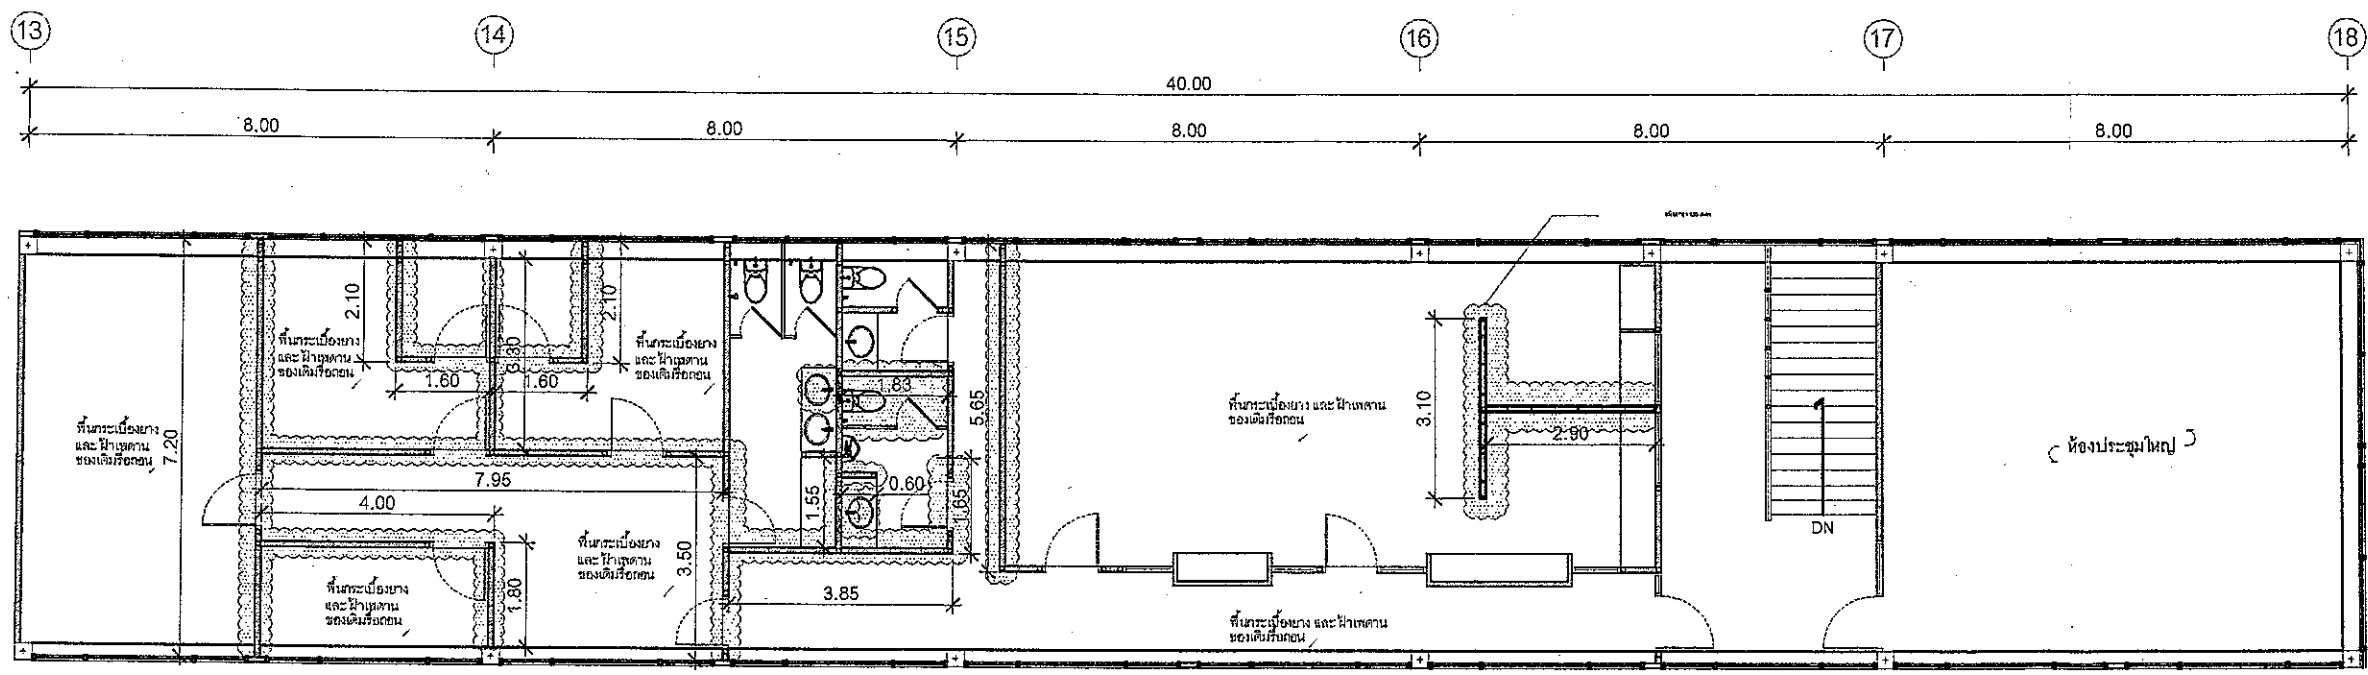 13 14 15 16 17 18
40.00
8.00 8.00 8.00 8.00 8.00
2.10
2.10
3.30
พื้นกระเบื้องยาง
และ ฝ้าเพดาน
ของเดิมรื้อถอน
พื้นกระเบื้องยาง
และ ฝ้าเพดาน
ของเดิมรื้อถอน
1.60 1.60
1.83
5.65
3.10
พื้นกระเบื้องยาง และ ฝ้าเพดาน
ของเดิมรื้อถอน
พื้นกระเบื้องยาง
และ ฝ้าเพดาน
ของเดิมรื้อถอน
7.20
2.90
ห้องประชุมใหญ่
7.95
0.60
1.55
1.65
4.00
DN
พื้นกระเบื้องยาง
และ ฝ้าเพดาน
ของเดิมรื้อถอน
3.50
1.80
พื้นกระเบื้องยาง
และ ฝ้าเพดาน
ของเดิมรื้อถอน
3.85
พื้นกระเบื้องยาง และ ฝ้าเพดาน
ของเดิมรื้อถอน